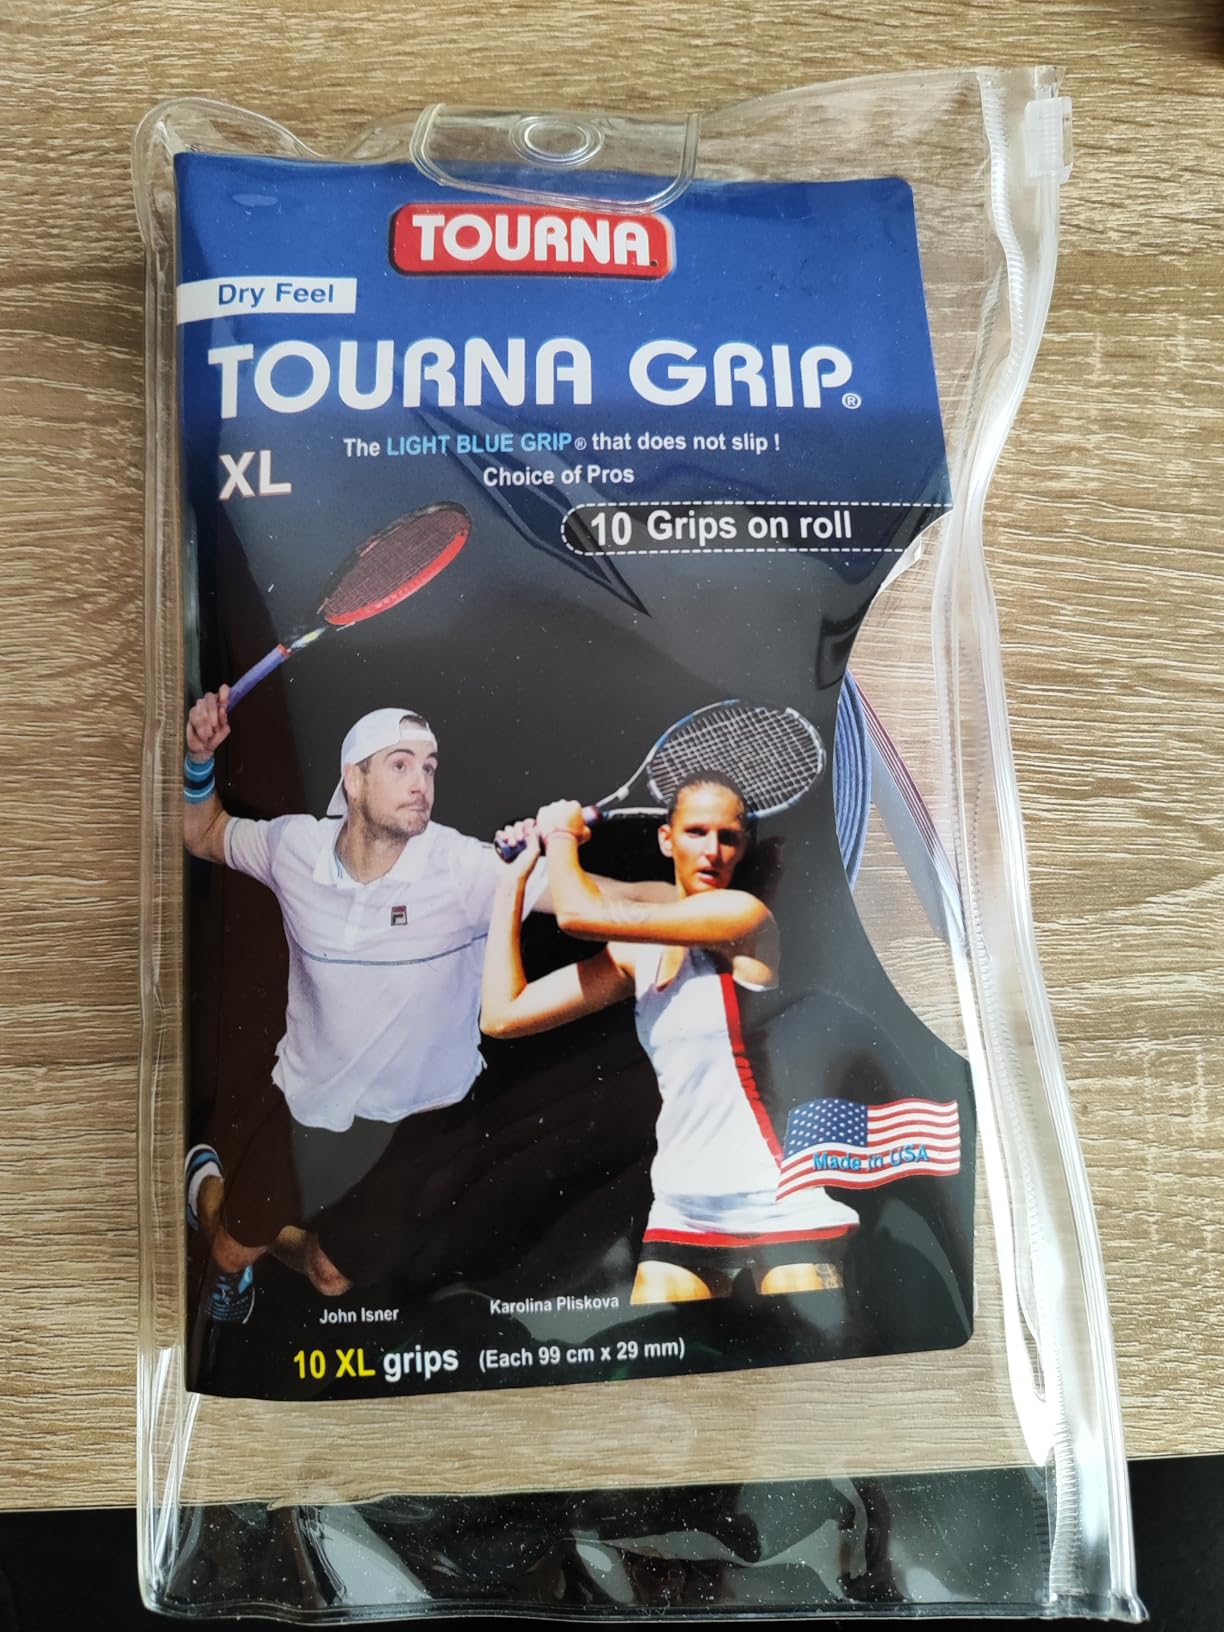 TOURNA
Dry Feel
TOURNA GRIP®
XL
The LIGHT BLUE GRIP® that does not slip !
Choice of Pros
10 Grips on roll
Made in USA
John Isner
Karolina Pliskova
10 XL grips (Each 99 cm x 29 mm)